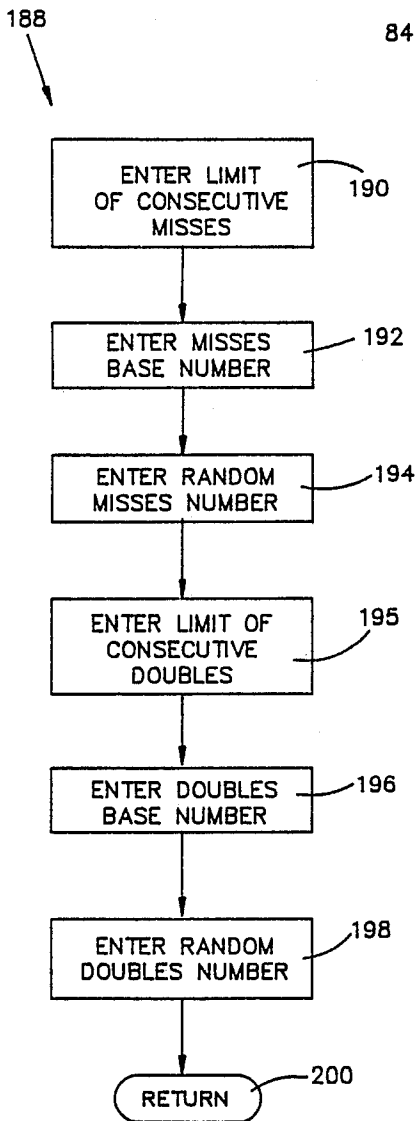 188
84
ENTER LIMIT
OF CONSECUTIVE
MISSES
190
ENTER MISSES
BASE NUMBER
192
ENTER RANDOM
MISSES NUMBER
194
ENTER LIMIT OF
CONSECUTIVE
DOUBLES
195
ENTER DOUBLES
BASE NUMBER
196
ENTER RANDOM
DOUBLES NUMBER
198
RETURN
200